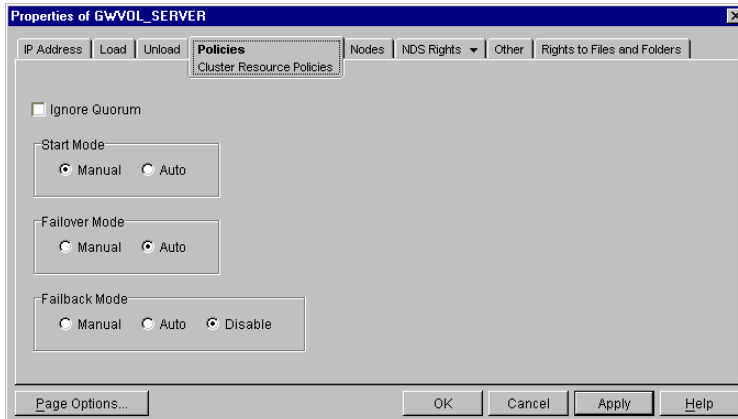 Properties of GWVOL_SERVER
IP Address Load Unload Policies Nodes NDS Rights Other Rights to Files and Folders
Cluster Resource Policies
Ignore Quorum
Start Mode
Manual Auto
Failover Mode
Manual Auto
Failback Mode
Manual Auto Disable
Page Options... OK Cancel Apply Help